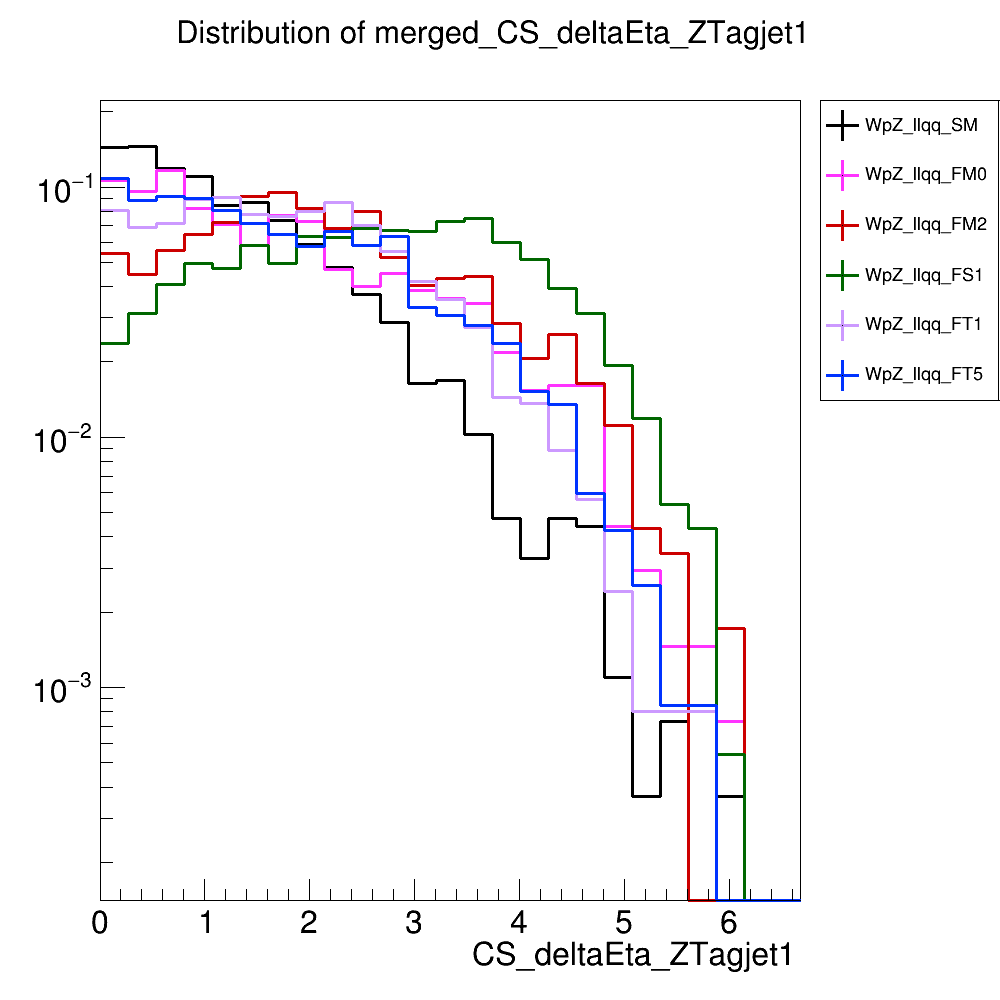 Distribution of merged_CS_deltaEta_ZTagjet1
WpZ_llqq_SM
WpZ_llqq_FM0
WpZ_llqq_FM2
WpZ_llqq_FS1
WpZ_llqq_FT1
WpZ_llqq_FT5
10⁻¹
10⁻²
10⁻³
0 1 2 3 4 5 6
CS_deltaEta_ZTagjet1